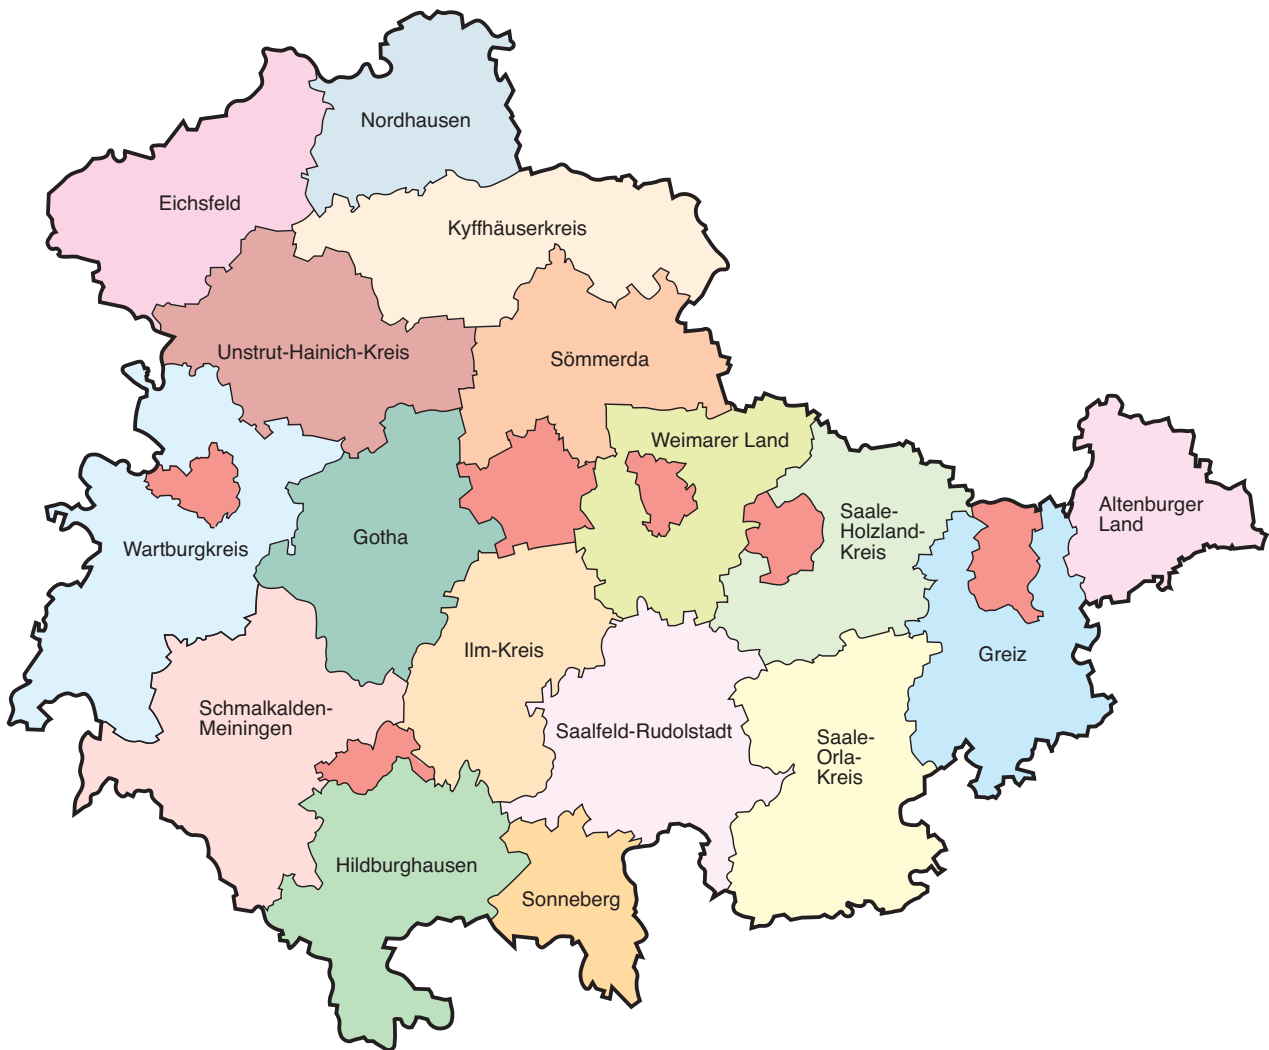 Nordhausen
Eichsfeld
Kyffhäuserkreis
Unstrut-Hainich-Kreis
Sömmerda
Weimarer Land
Altenburger
Land
Saale-
Holzland-
Kreis
Gotha
Wartburgkreis
Ilm-Kreis
Greiz
Schmalkalden-
Meiningen
Saalfeld-Rudolstadt
Saale-
Orla-
Kreis
Hildburghausen
Sonneberg